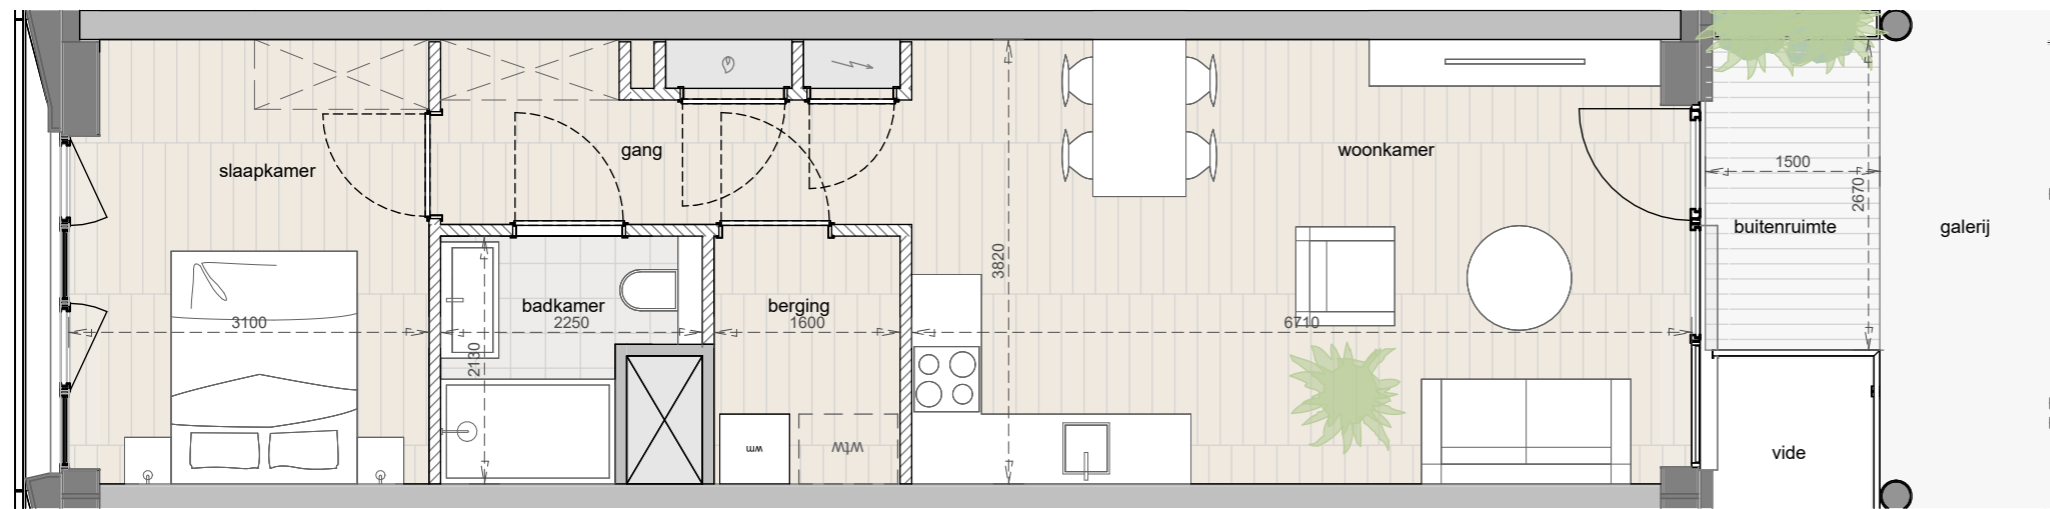 gang
woonkamer
slaapkamer
1500
2670
buitenruimte
galerij
3820
badkamer
berging
3100
2250
1600
6710
2130
wm
wtw
vide